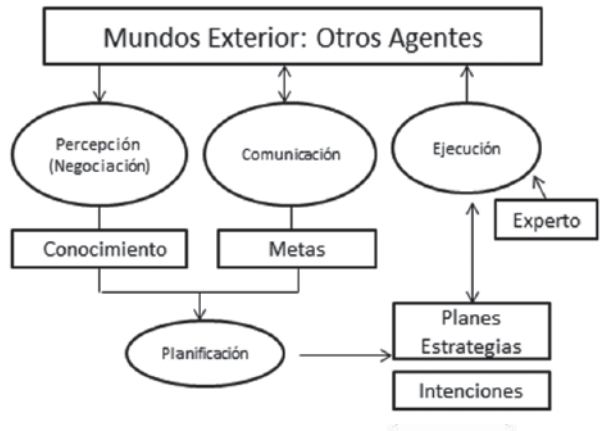 Mundos Exterior: Otros Agentes
Percepción
(Negociación)
Comunicación
Ejecución
Experto
Conocimiento
Metas
Planificación
Planes
Estrategias
Intenciones